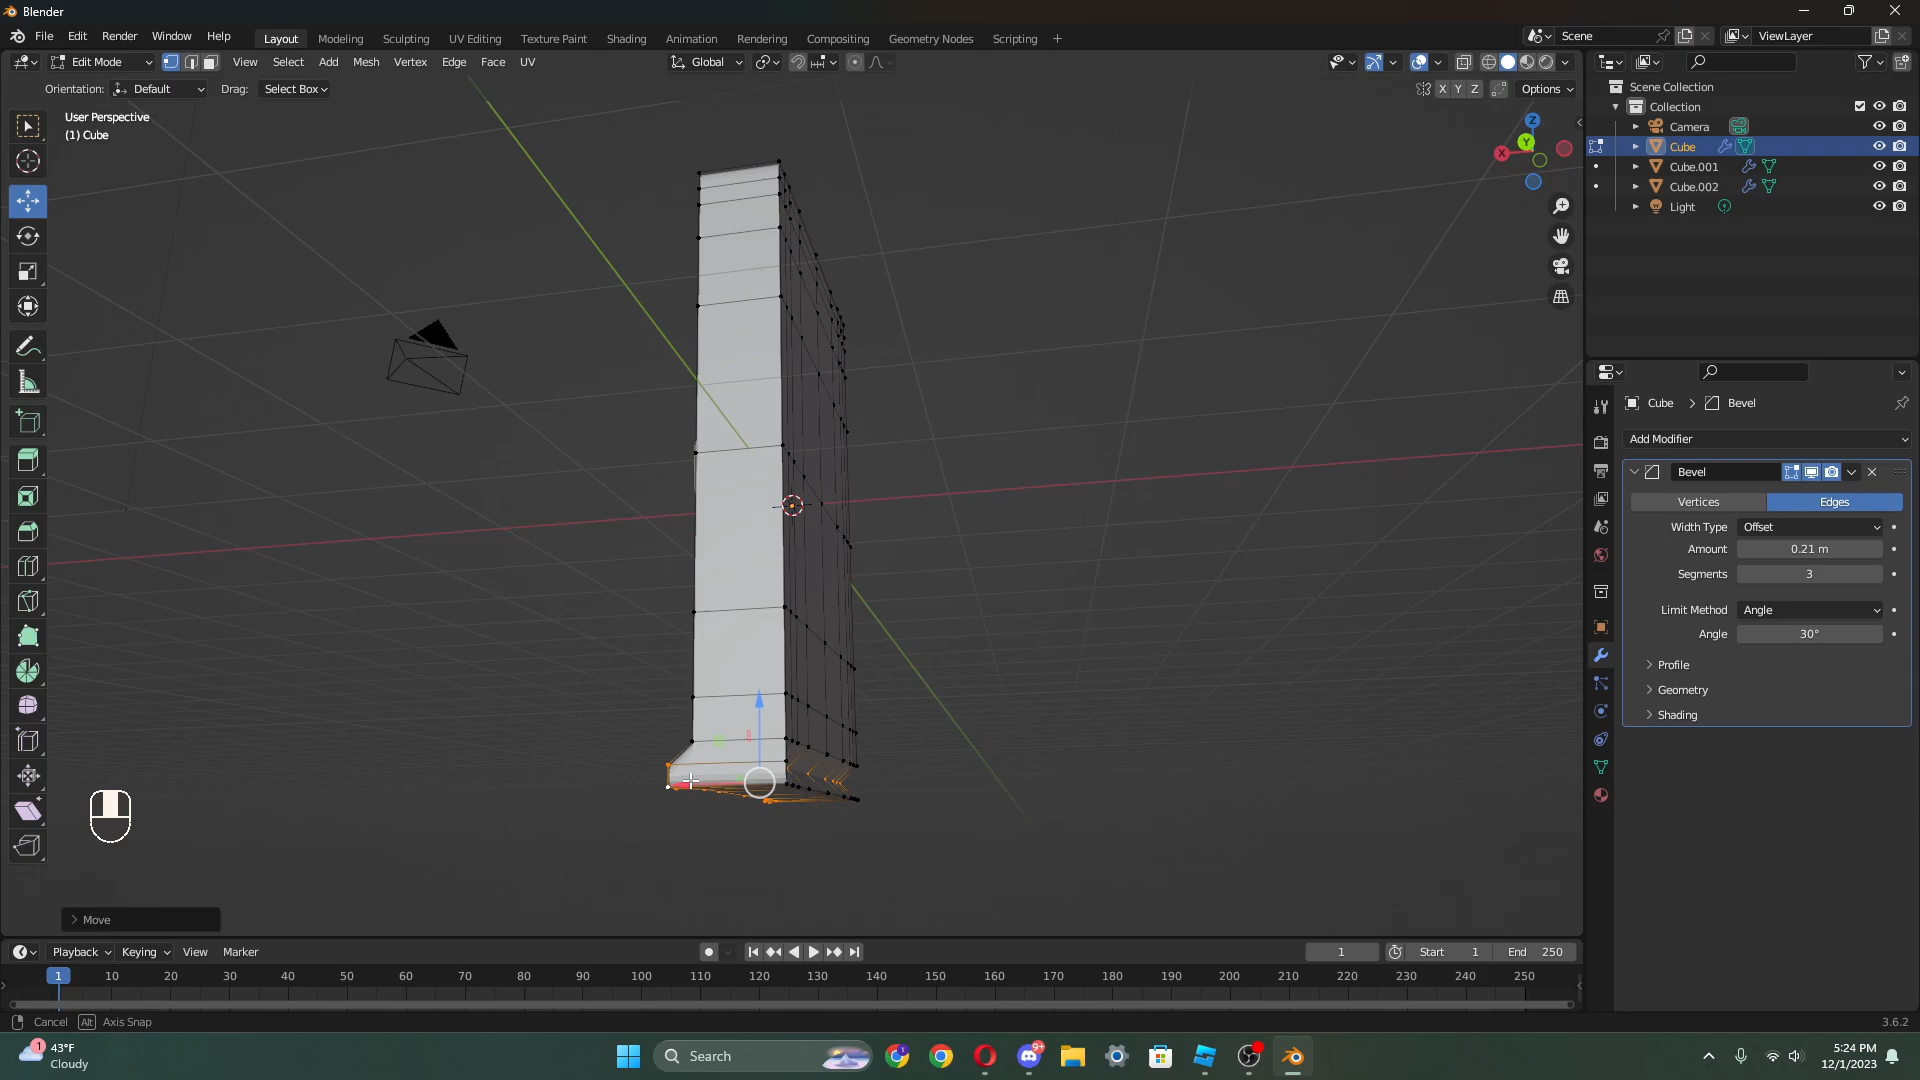 Blender
File Edit Render Window Help
Layout Modeling Sculpting UV Editing Texture Paint Shading Animation Rendering Compositing Geometry Nodes Scripting +
Scene
ViewLayer
Edit Mode View Select Add Mesh Vertex Edge Face UV
Global
Orientation: Default Drag: Select Box
X Y Z Options
User Perspective
(1) Cube
Z
Y
X
Scene Collection
Collection
Camera
Cube
Cube.001
Cube.002
Light
Cube > Bevel
Add Modifier
Bevel
Vertices Edges
Width Type Offset
Amount 0.21 m
Segments 3
Limit Method Angle
Angle 30°
> Profile
> Geometry
> Shading
> Move
Playback Keying View Marker
1 Start 1 End 250
1 10 20 30 40 50 60 70 80 90 100 110 120 130 140 150 160 170 180 190 200 210 220 230 240 250
Cancel Alt Axis Snap
3.6.2
1
43°F
Cloudy
Search
9+
5:24 PM
12/1/2023